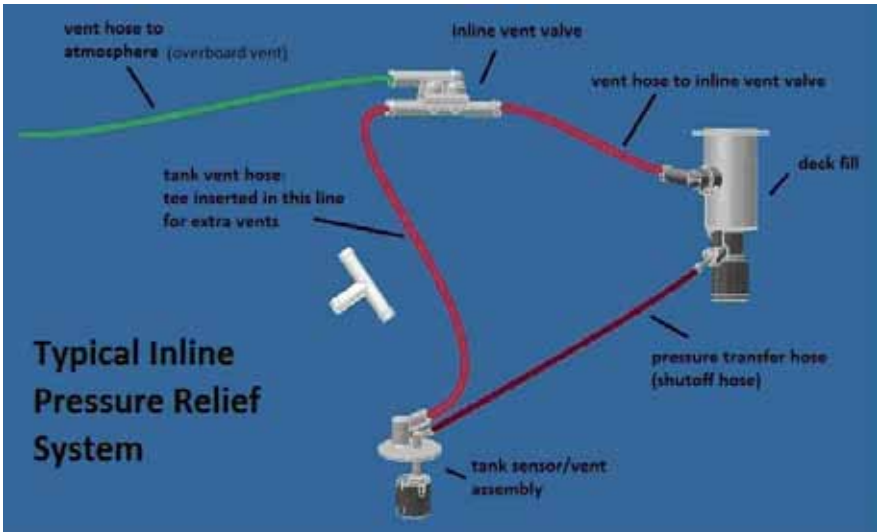 vent hose to
atmosphere (overboard vent)
inline vent valve
vent hose to inline vent valve
deck fill
tank vent hose:
tee inserted in this line
for extra vents
Typical Inline
Pressure Relief
System
pressure transfer hose
(shutoff hose)
tank sensor/vent
assembly